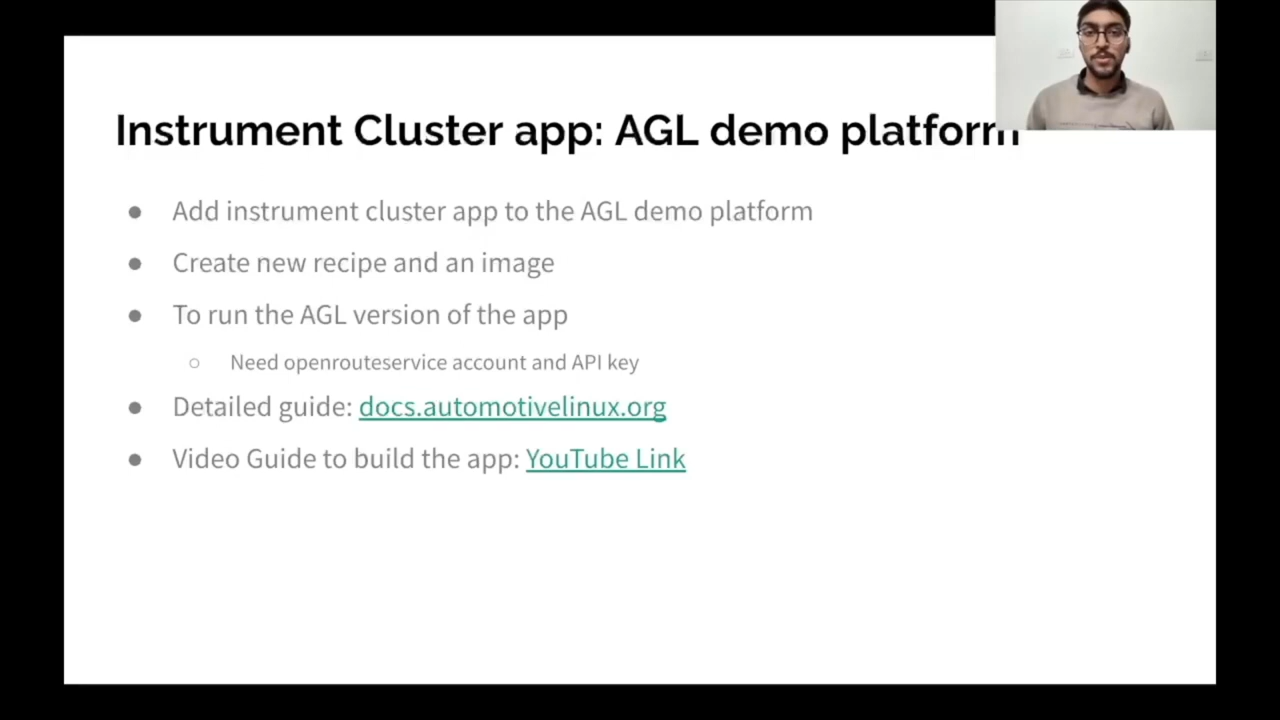 Instrument Cluster app: AGL demo platform
● Add instrument cluster app to the AGL demo platform
● Create new recipe and an image
● To run the AGL version of the app
○ Need openrouteservice account and API key
● Detailed guide: docs.automotivelinux.org
● Video Guide to build the app: YouTube Link